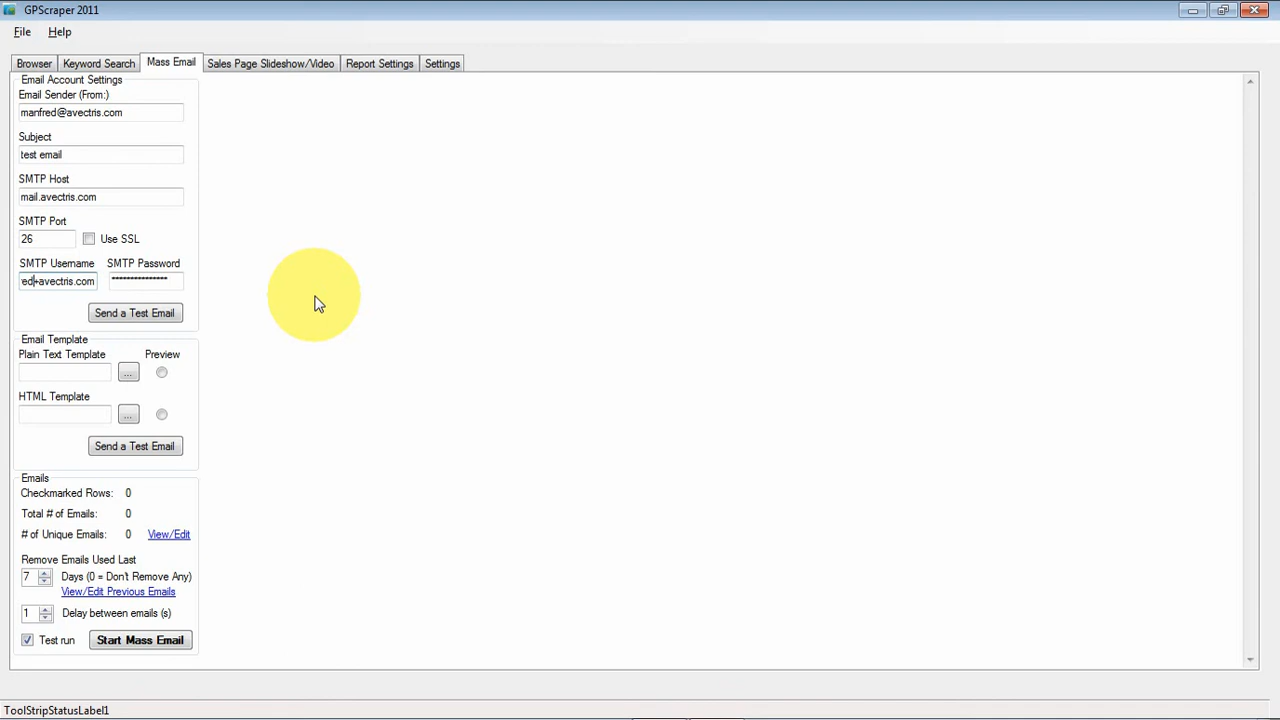 GPScraper 2011
File Help
Browser Keyword Search Mass Email Sales Page Slideshow/Video Report Settings Settings
Email Account Settings
Email Sender (From:)
manfred@avectris.com
Subject
test email
SMTP Host
mail.avectris.com
SMTP Port
26 Use SSL
SMTP Username SMTP Password
red+avectris.com ***************
Send a Test Email
Email Template
Plain Text Template Preview
...
HTML Template
...
Send a Test Email
Emails
Checkmarked Rows: 0
Total # of Emails: 0
# of Unique Emails: 0 View/Edit
Remove Emails Used Last
7 Days (0 = Don't Remove Any)
View/Edit Previous Emails
1 Delay between emails (s)
Test run Start Mass Email
ToolStripStatusLabel1